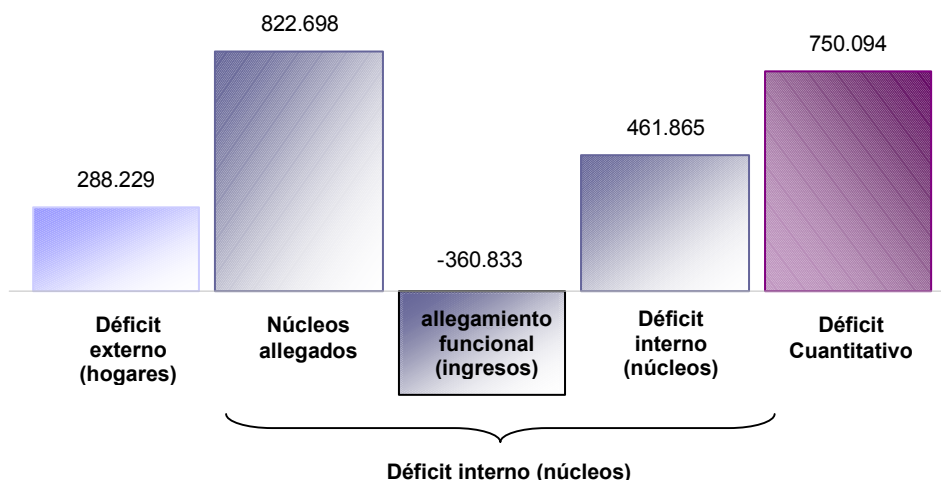 822.698
750.094
461.865
288.229
-360.833
Déficit
externo
(hogares)
Núcleos
allegados
allegamiento
funcional
(ingresos)
Déficit
interno
(núcleos)
Déficit
Cuantitativo
Déficit interno (núcleos)